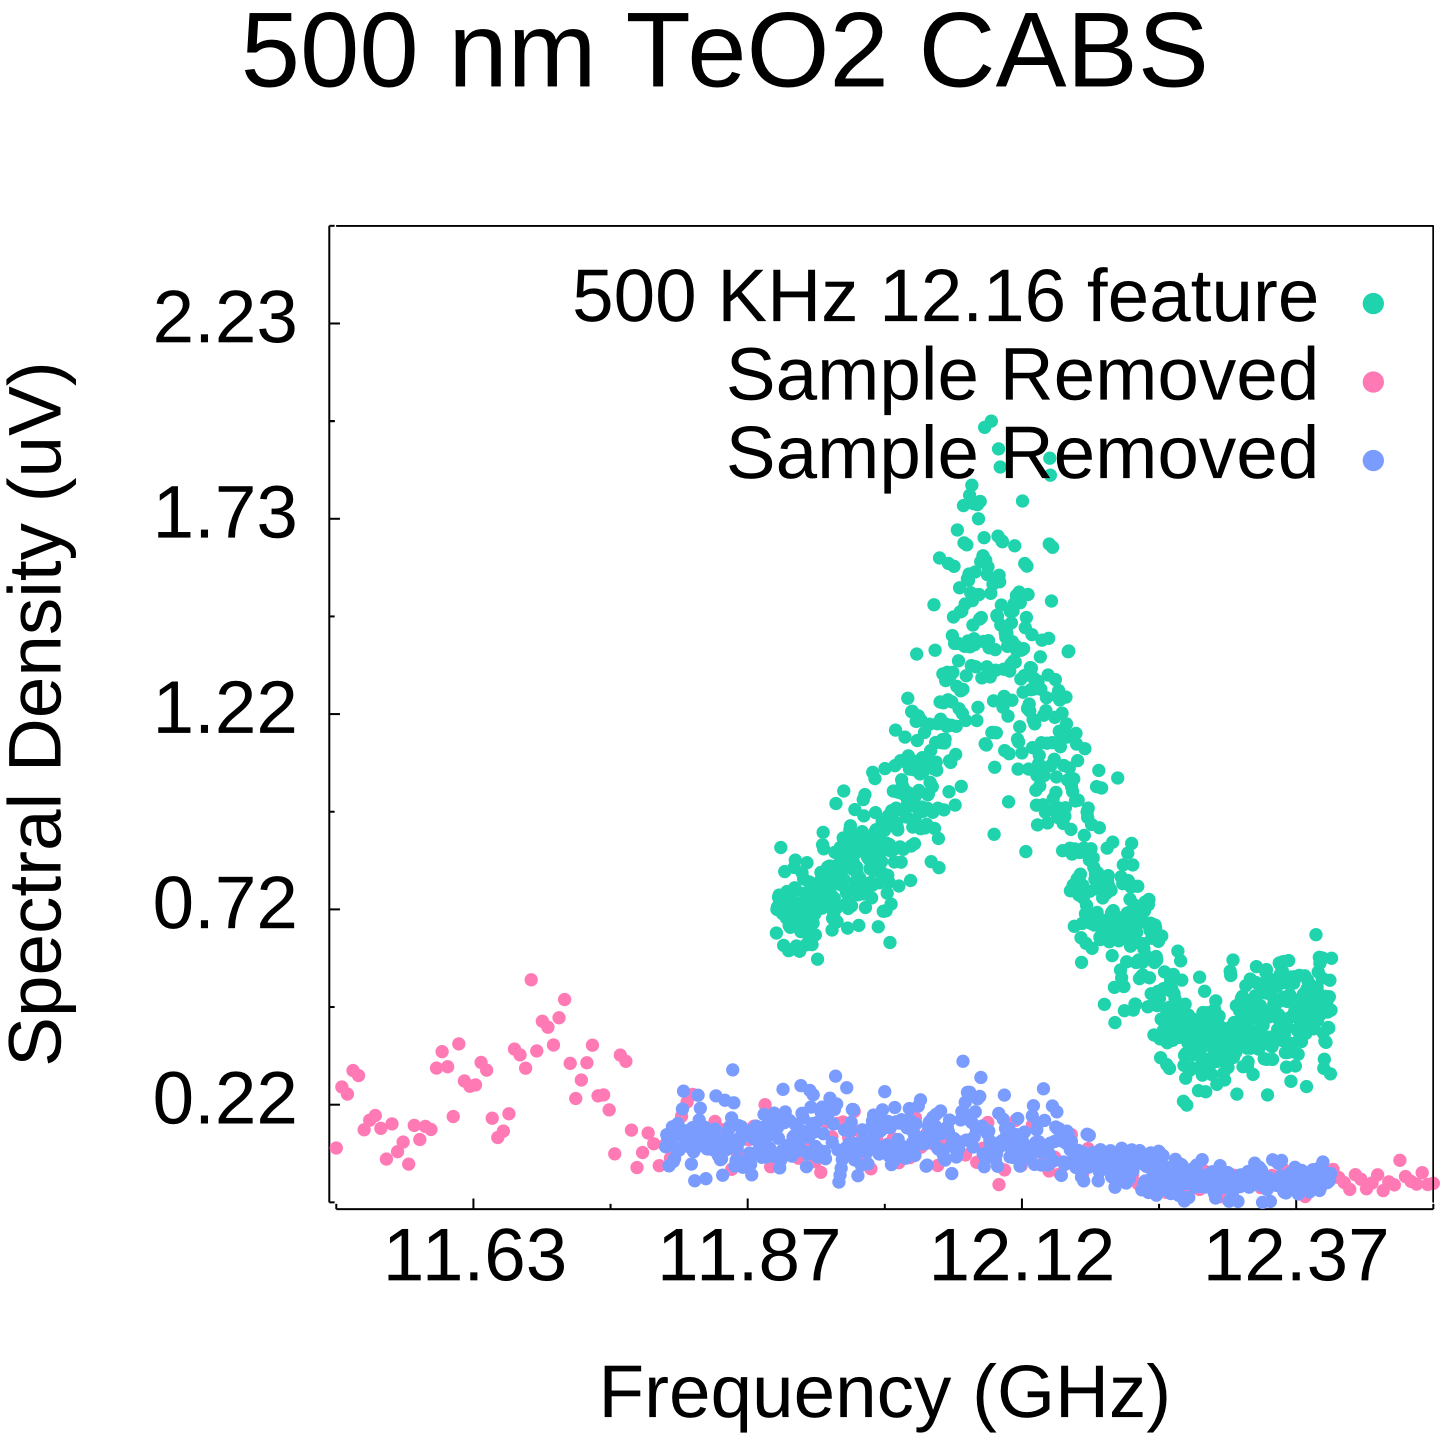 500 nm TeO2 CABS
500 KHz 12.16 feature
Sample Removed
Sample Removed
Spectral Density (uV)
2.23
1.73
1.22
0.72
0.22
11.63
11.87
12.12
12.37
Frequency (GHz)